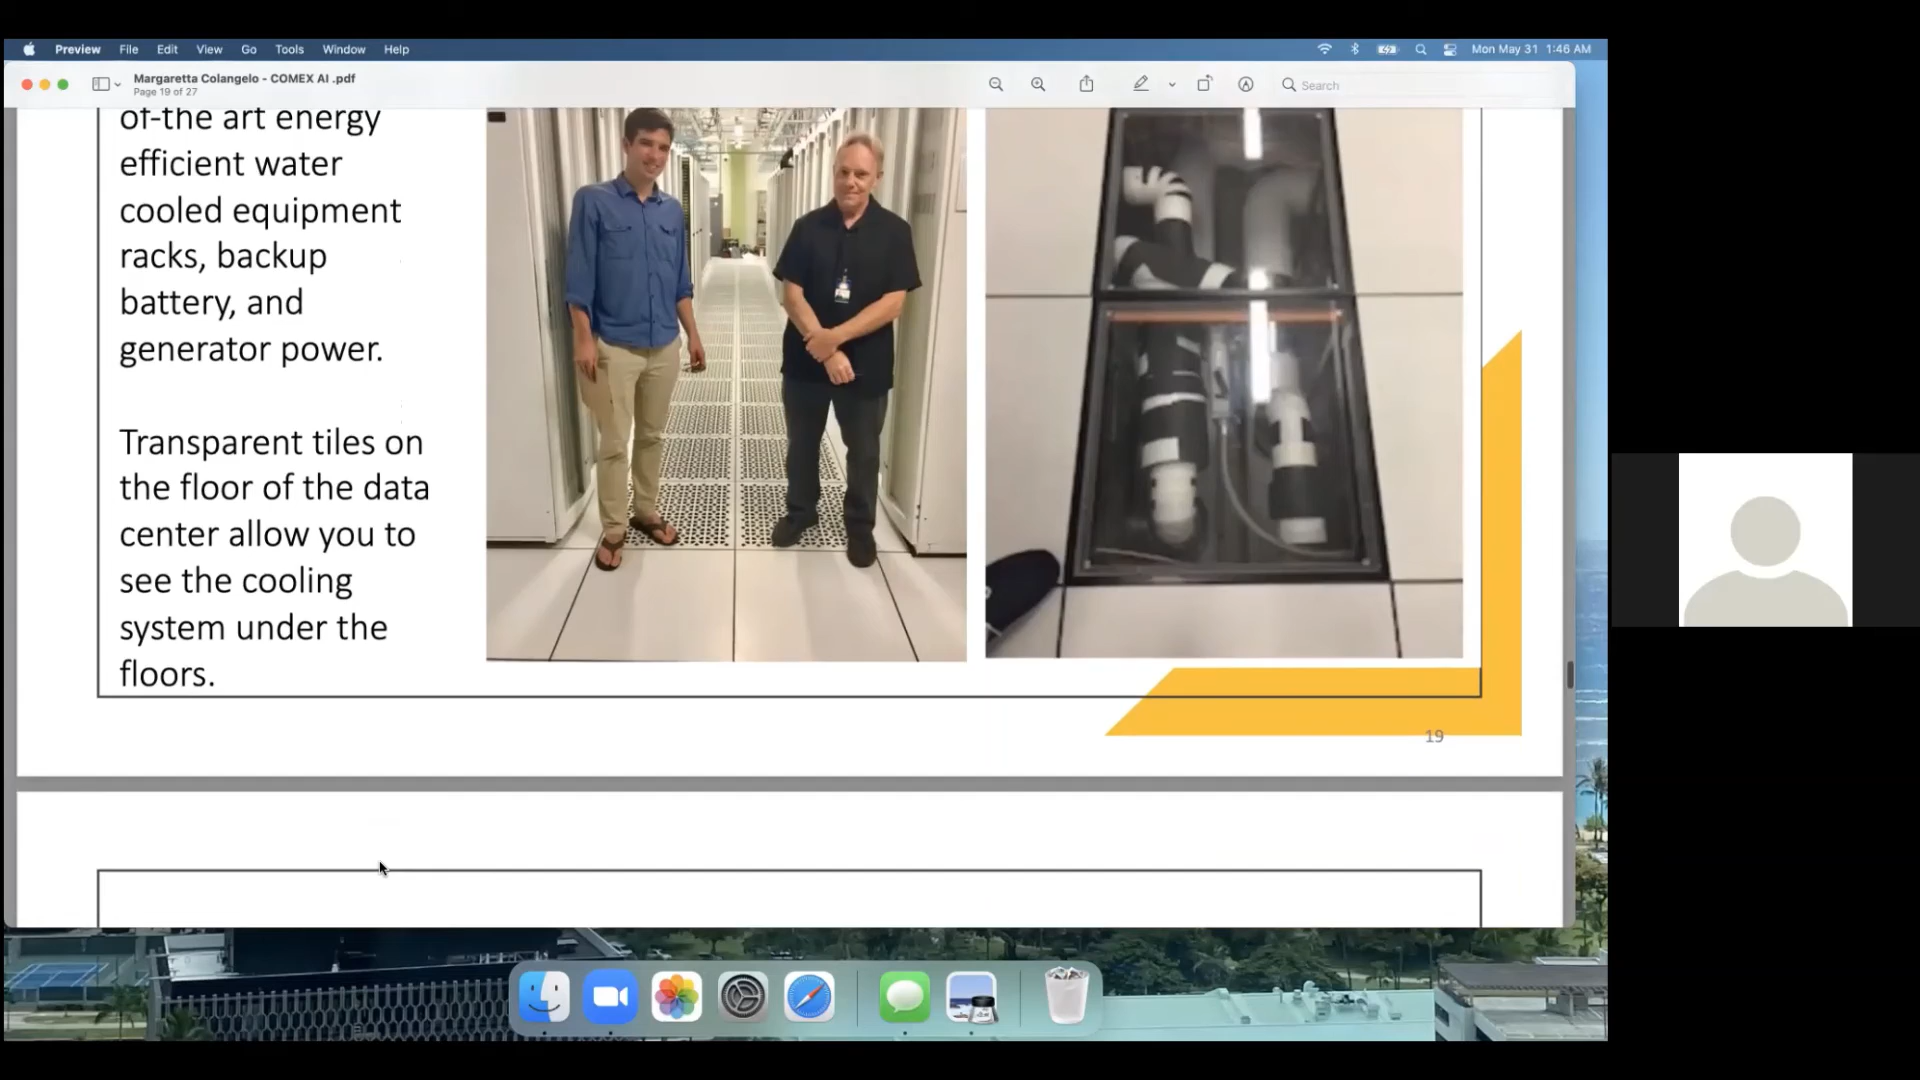 Preview File Edit View Go Tools Window Help Mon May 31 1:46 AM
Margaretta Colangelo - COMEX AI .pdf
Page 19 of 27
Search
of-the art energy
efficient water
cooled equipment
racks, backup
battery, and
generator power.
Transparent tiles on
the floor of the data
center allow you to
see the cooling
system under the
floors.
19